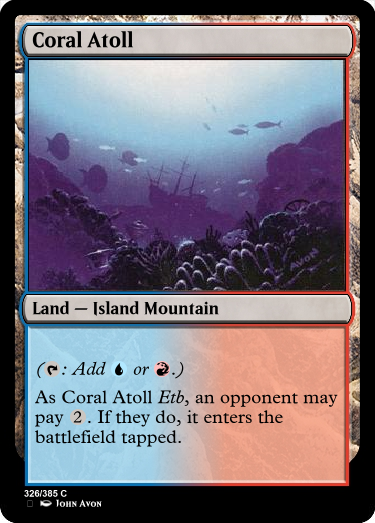 Coral Atoll
AVON
Land — Island Mountain
(T: Add U or R.)
As Coral Atoll Etb, an opponent may
pay 2. If they do, it enters the
battlefield tapped.
326/385 C
John Avon